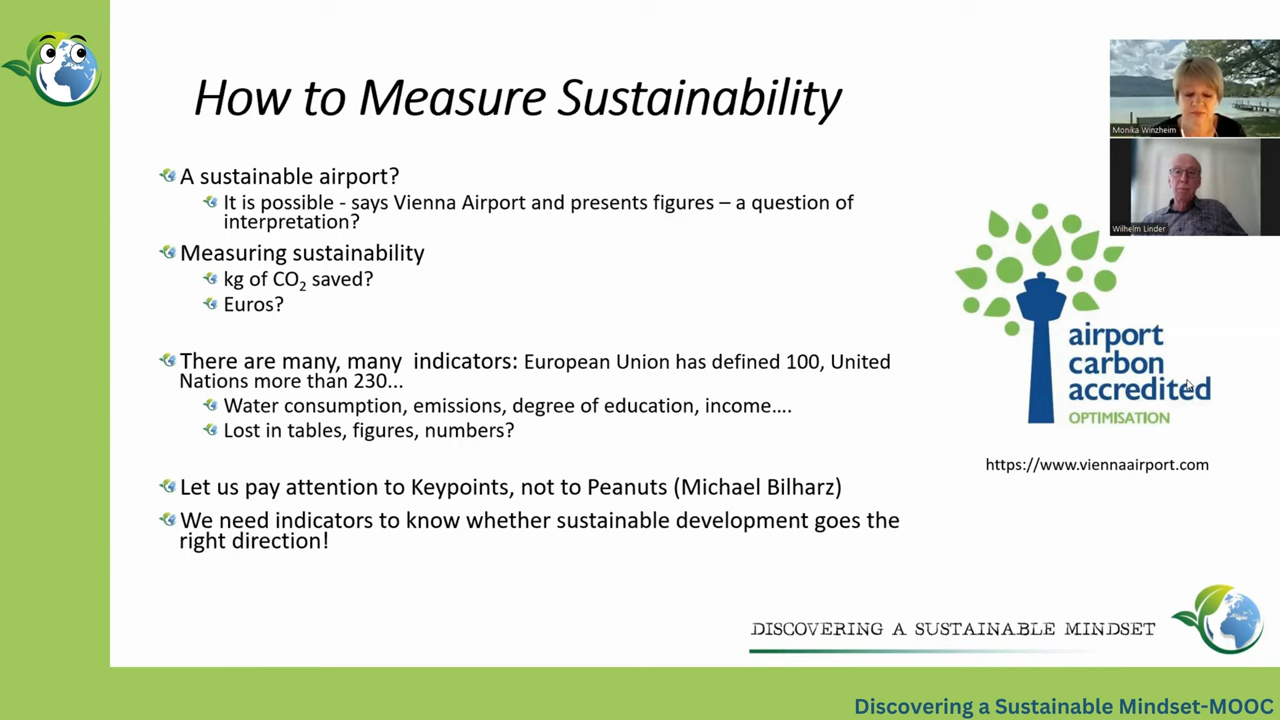 How to Measure Sustainability
Monika Winzheim
Wilhelm Linder
A sustainable airport?
It is possible - says Vienna Airport and presents figures – a question of
interpretation?
Measuring sustainability
kg of CO₂ saved?
Euros?
There are many, many  indicators: European Union has defined 100, United
Nations more than 230...
Water consumption, emissions, degree of education, income….
Lost in tables, figures, numbers?
Let us pay attention to Keypoints, not to Peanuts (Michael Bilharz)
We need indicators to know whether sustainable development goes the
right direction!
airport
carbon
accredited
OPTIMISATION
https://www.viennaairport.com
DISCOVERING A SUSTAINABLE MINDSET
Discovering a Sustainable Mindset-MOOC